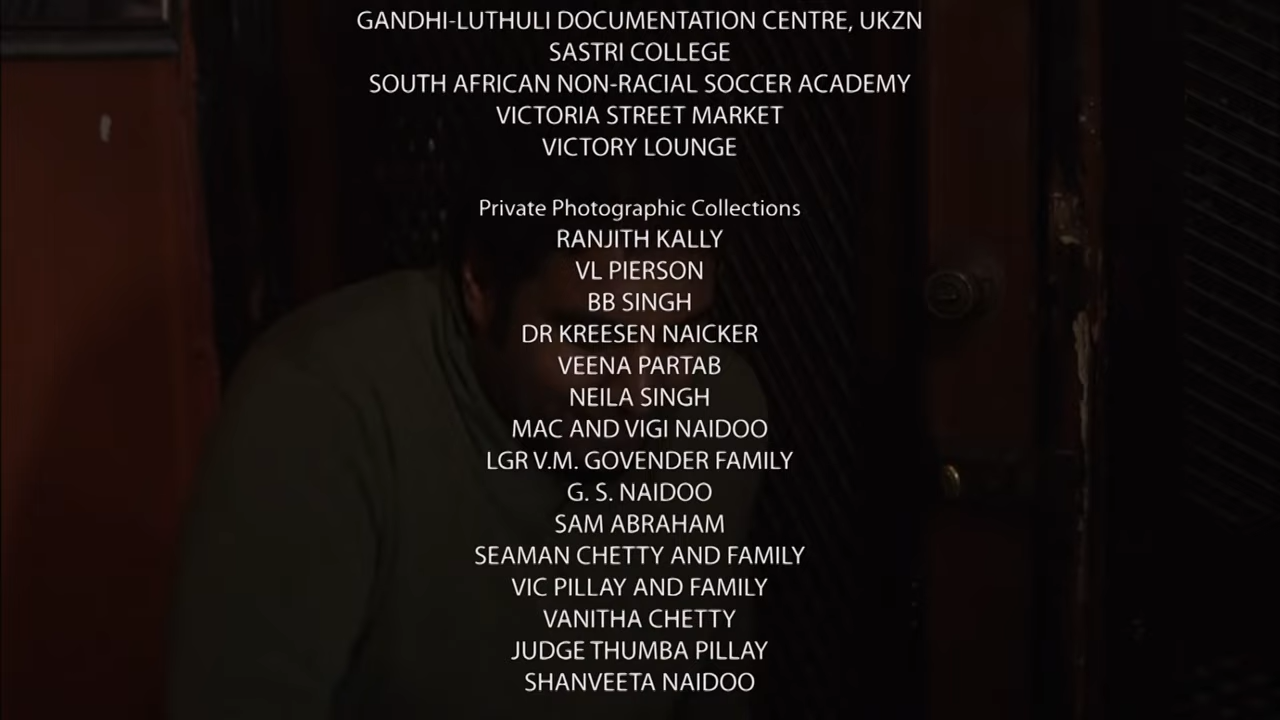 GANDHI-LUTHULI DOCUMENTATION CENTRE, UKZN
SASTRI COLLEGE
SOUTH AFRICAN NON-RACIAL SOCCER ACADEMY
VICTORIA STREET MARKET
VICTORY LOUNGE
Private Photographic Collections
RANJITH KALLY
VL PIERSON
BB SINGH
DR KREESEN NAICKER
VEENA PARTAB
NEILA SINGH
MAC AND VIGI NAIDOO
LGR V.M. GOVENDER FAMILY
G. S. NAIDOO
SAM ABRAHAM
SEAMAN CHETTY AND FAMILY
VIC PILLAY AND FAMILY
VANITHA CHETTY
JUDGE THUMBA PILLAY
SHANVEETA NAIDOO